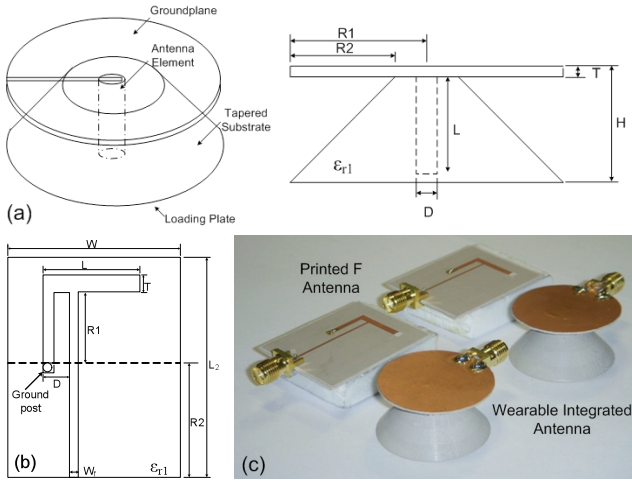 Groundplane
Antenna
Element
Tapered
Substrate
Loading Plate
εr1
(a)
R1
R2
T
H
L
D
εr1
W
L
T
R1
L2
Ground
post
D
R2
Wf
εr1
(b)
Printed F
Antenna
Wearable Integrated
Antenna
(c)